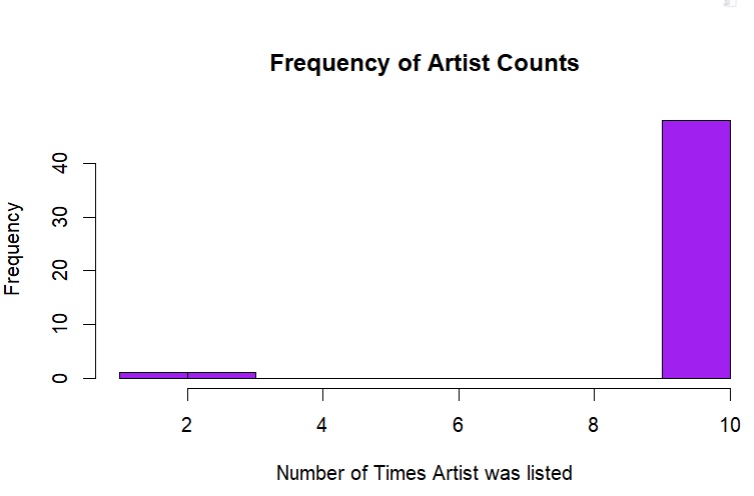 Frequency of Artist Counts
Frequency
40
30
20
10
0
2 4 6 8 10
Number of Times Artist was listed